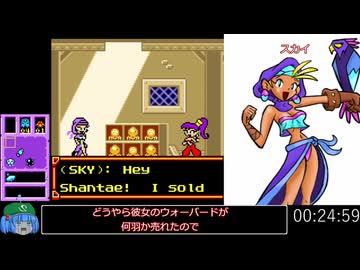 スカイ
(SKY): Hey
Shantae! I sold
どうやら彼女のウォーバードが
何羽か売れたので
00:24:59